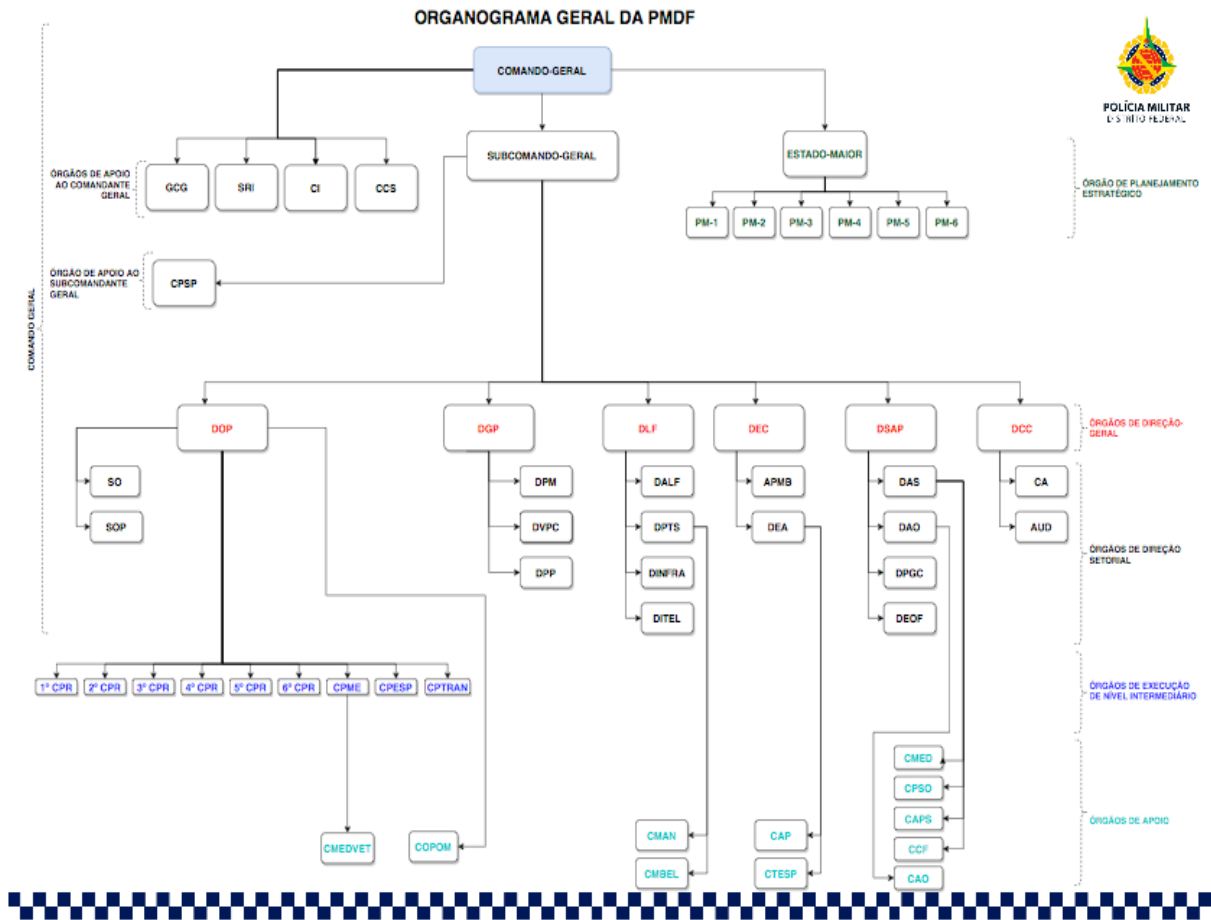 ORGANOGRAMA GERAL DA PMDF
POLÍCIA MILITAR
DISTRITO FEDERAL
COMANDO-GERAL
SUBCOMANDO-GERAL
ESTADO-MAIOR
ÓRGÃOS DE APOIO
AO COMANDANTE
GERAL
GCG
SRI
CI
CCS
PM-1
PM-2
PM-3
PM-4
PM-5
PM-6
ÓRGÃO DE PLANEJAMENTO
ESTRATÉGICO
ÓRGÃO DE APOIO AO
SUBCOMANDANTE
GERAL
CPSP
COMANDO GERAL
DOP
DGP
DLF
DEC
DSAP
DCC
ÓRGÃOS DE DIREÇÃO-
GERAL
SO
SOP
DPM
DVPC
DPP
DALF
DPTS
DINFRA
DITEL
APMB
DEA
DAS
DAO
DPGC
DEOF
CA
AUD
ÓRGÃOS DE DIREÇÃO
SETORIAL
1º CPR
2º CPR
3º CPR
4º CPR
5º CPR
6º CPR
CPME
CPESP
CPTRAN
ÓRGÃOS DE EXECUÇÃO
DE NÍVEL INTERMEDIÁRIO
CMEDVET
COPOM
CMAN
CMBEL
CAP
CTESP
CMED
CPSO
CAPS
CCF
CAO
ÓRGÃOS DE APOIO